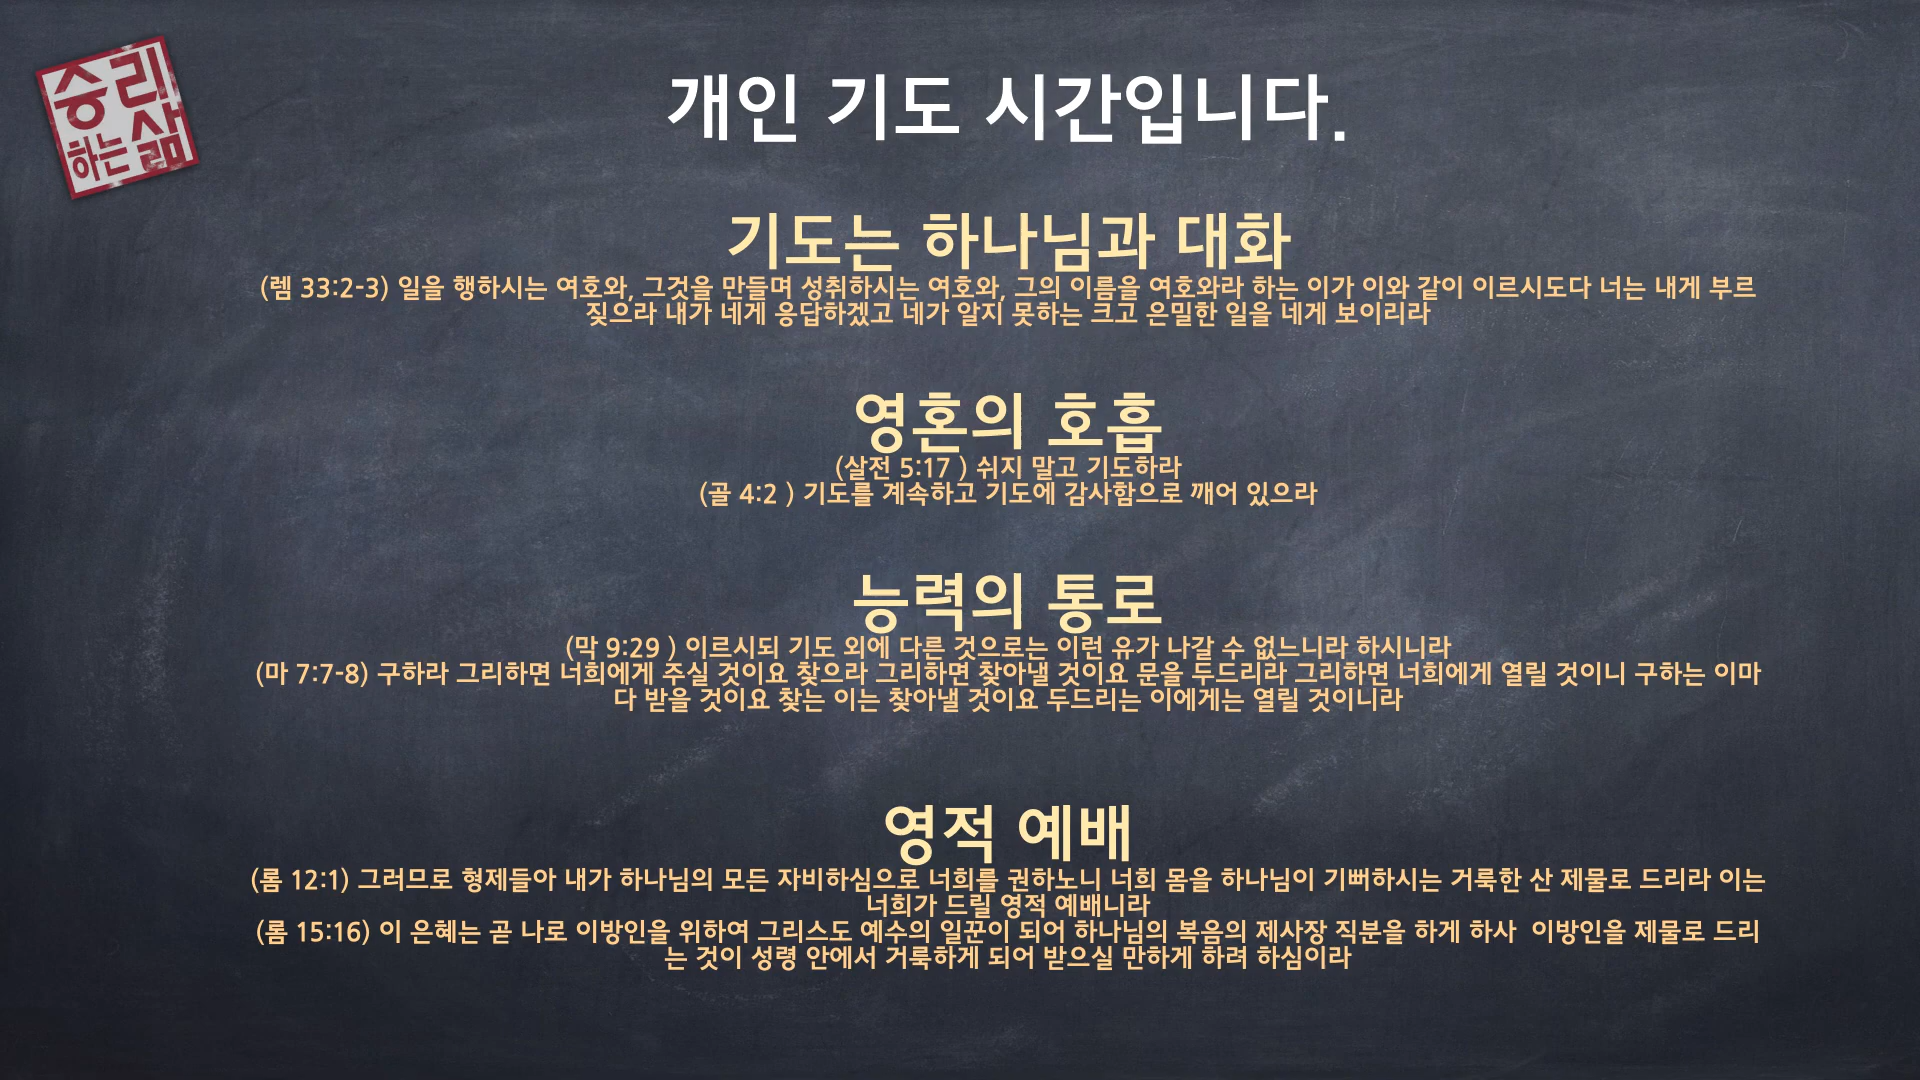 승리
하는 삶
개인 기도 시간입니다.
기도는 하나님과 대화
(렘 33:2-3) 일을 행하시는 여호와, 그것을 만들며 성취하시는 여호와, 그의 이름을 여호와라 하는 이가 이와 같이 이르시도다 너는 내게 부르
짖으라 내가 네게 응답하겠고 네가 알지 못하는 크고 은밀한 일을 네게 보이리라
영혼의 호흡
(살전 5:17 ) 쉬지 말고 기도하라
(골 4:2 ) 기도를 계속하고 기도에 감사함으로 깨어 있으라
능력의 통로
(막 9:29 ) 이르시되 기도 외에 다른 것으로는 이런 유가 나갈 수 없느니라 하시니라
(마 7:7-8) 구하라 그리하면 너희에게 주실 것이요 찾으라 그리하면 찾아낼 것이요 문을 두드리라 그리하면 너희에게 열릴 것이니 구하는 이마
다 받을 것이요 찾는 이는 찾아낼 것이요 두드리는 이에게는 열릴 것이니라
영적 예배
(롬 12:1) 그러므로 형제들아 내가 하나님의 모든 자비하심으로 너희를 권하노니 너희 몸을 하나님이 기뻐하시는 거룩한 산 제물로 드리라 이는
너희가 드릴 영적 예배니라
(롬 15:16) 이 은혜는 곧 나로 이방인을 위하여 그리스도 예수의 일꾼이 되어 하나님의 복음의 제사장 직분을 하게 하사  이방인을 제물로 드리
는 것이 성령 안에서 거룩하게 되어 받으실 만하게 하려 하심이라